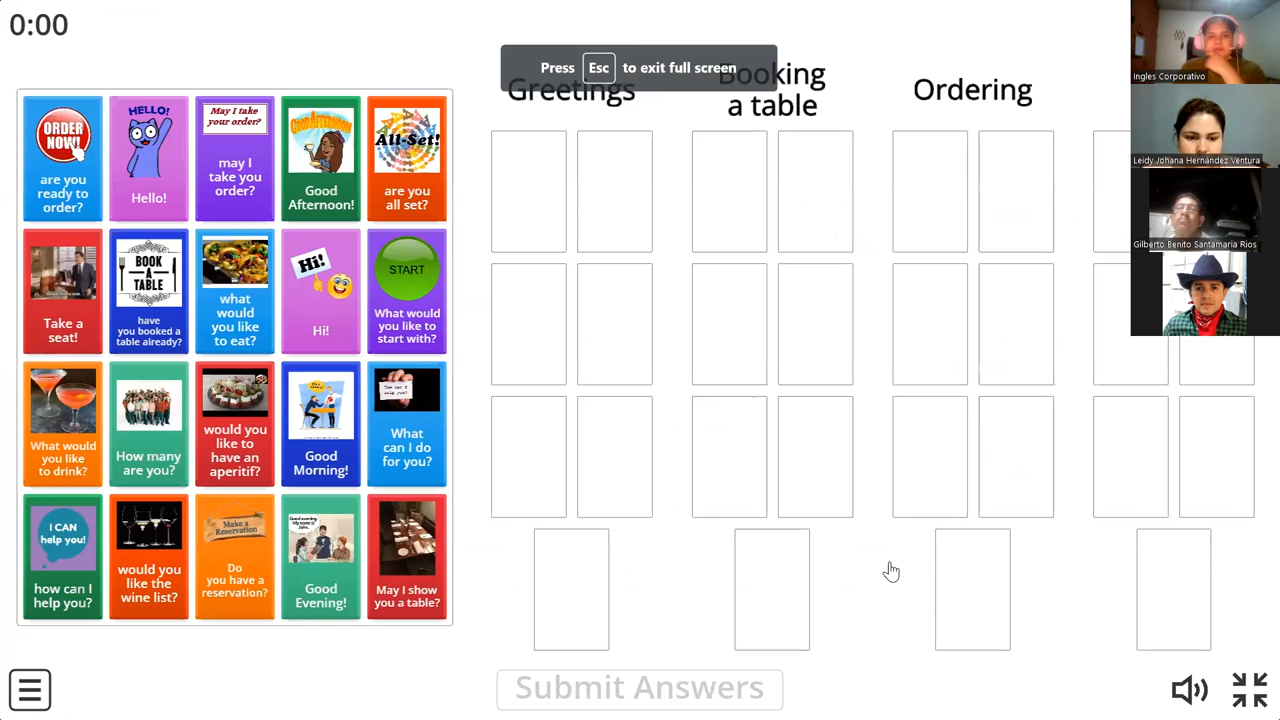 0:00
Press Esc to exit full screen
Greetings
Booking
a table
Ordering
ORDER
NOW!
are you
ready to
order?
HELLO!
Hello!
May I take
your order?
may I
take you
order?
GOOD AFTERNOON
Good
Afternoon!
All-Set!
are you
all set?
Take a
seat!
BOOK
A
TABLE
have
you booked a
table already?
what
would
you like
to eat?
Hi!
Hi!
START
What would
you like to
start with?
What would
you like
to drink?
How many
are you?
would you
like to
have an
aperitif?
Good
Morning!
What
can I do
for you?
I CAN
help you!
how can I
help you?
would you
like the
wine list?
Make a
Reservation
Do
you have a
reservation?
Good
Evening!
May I show
you a table?
Submit Answers
Ingles Corporativo
Leidy Johana Hernández Ventura
Gilberto Benito Santamaria Rios